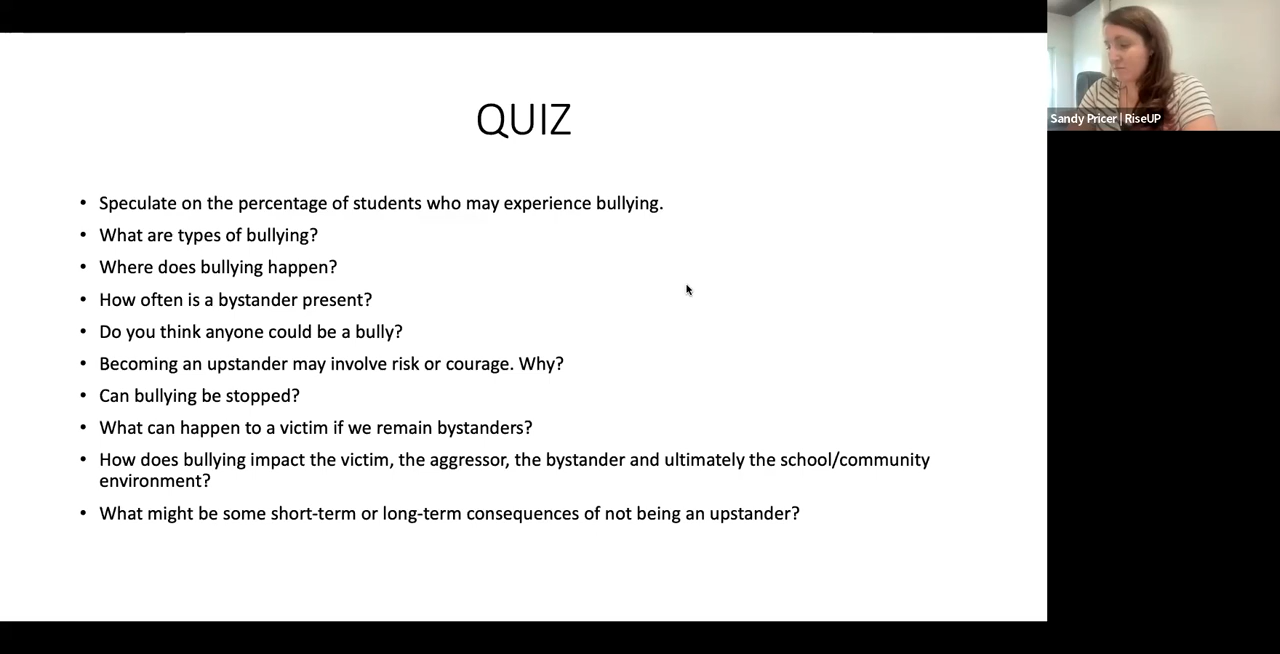 QUIZ
• Speculate on the percentage of students who may experience bullying.
• What are types of bullying?
• Where does bullying happen?
• How often is a bystander present?
• Do you think anyone could be a bully?
• Becoming an upstander may involve risk or courage. Why?
• Can bullying be stopped?
• What can happen to a victim if we remain bystanders?
• How does bullying impact the victim, the aggressor, the bystander and ultimately the school/community
environment?
• What might be some short-term or long-term consequences of not being an upstander?
Sandy Pricer | RiseUP